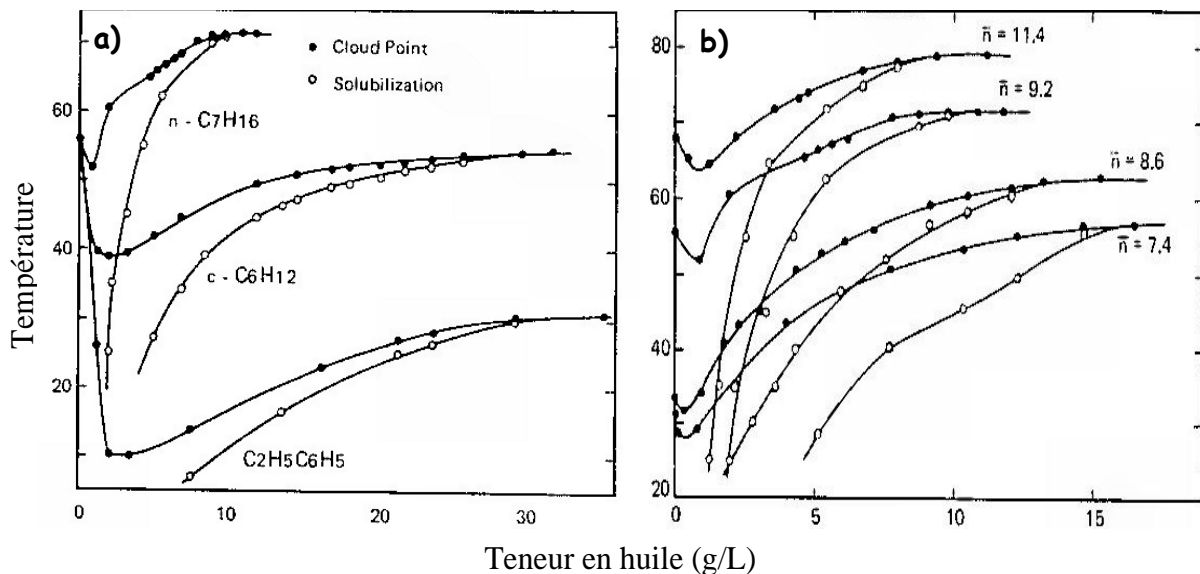 a)
● Cloud Point
○ Solubilization
n - C7H16
c - C6H12
C2H5C6H5
60
40
20
0
10
20
30
Température
b)
n̄ = 11.4
n̄ = 9.2
n̄ = 8.6
n̄ = 7.4
80
60
40
20
0
5
10
15
Teneur en huile (g/L)